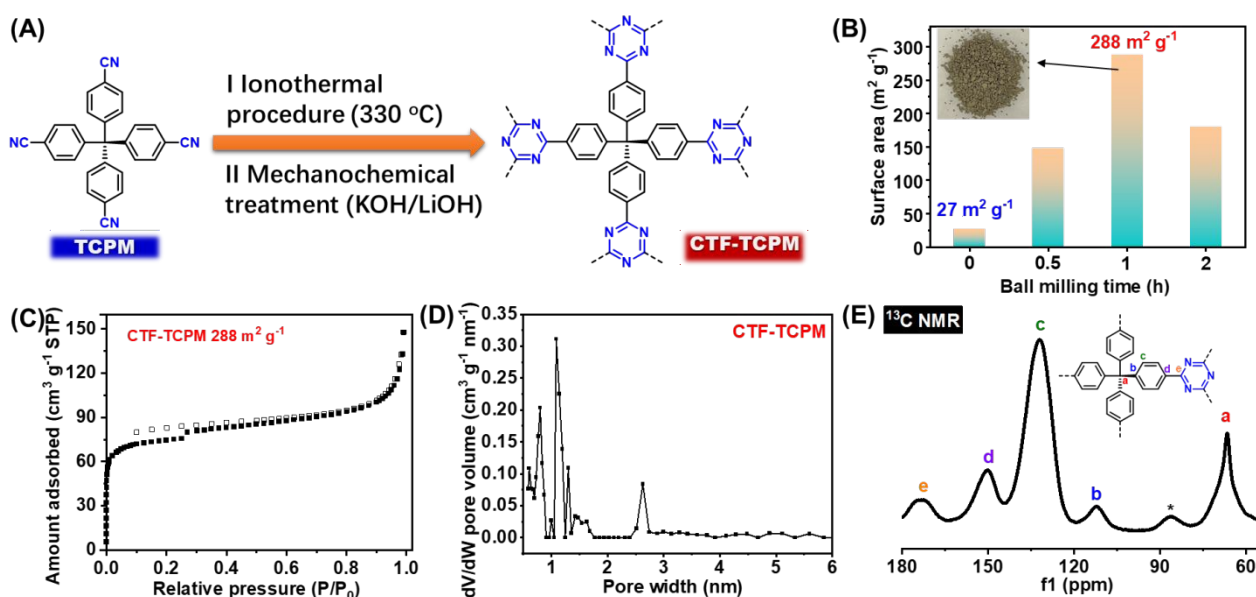 (A)
CN
NC
CN
CN
TCPM
I Ionothermal
procedure (330 °C)
II Mechanochemical
treatment (KOH/LiOH)
N
N
N
N
N
N
N
N
N
N
N
N
CTF-TCPM
(B)
Surface area (m² g⁻¹)
300
250
200
150
100
50
0
27 m² g⁻¹
288 m² g⁻¹
0
0.5
1
2
Ball milling time (h)
(C)
Amount adsorbed (cm³ g⁻¹ STP)
150
120
90
60
30
0
CTF-TCPM 288 m² g⁻¹
0.0
0.2
0.4
0.6
0.8
1.0
Relative pressure (P/P₀)
(D)
dV/dW pore volume (cm³ g⁻¹ nm⁻¹)
0.35
0.30
0.25
0.20
0.15
0.10
0.05
0.00
CTF-TCPM
1
2
3
4
5
6
Pore width (nm)
(E)
¹³C NMR
c
b
d
e
a
N
N
N
e
d
c
b
*
a
180
150
120
90
60
f1 (ppm)